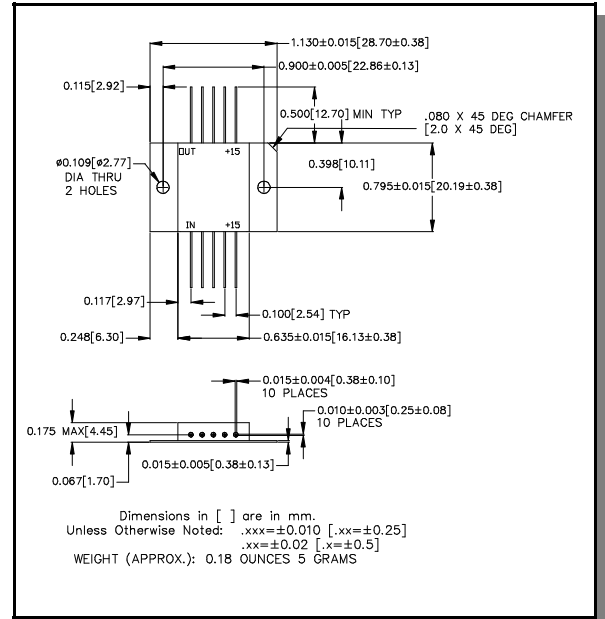 1.130±0.015[28.70±0.38]
0.900±0.005[22.86±0.13]
0.115[2.92]
0.500[12.70] MIN TYP
.080 X 45 DEG CHAMFER
[2.0 X 45 DEG]
OUT +15
ø0.109[ø2.77]
DIA THRU
2 HOLES
0.398[10.11]
0.795±0.015[20.19±0.38]
IN +15
0.117[2.97]
0.100[2.54] TYP
0.248[6.30]
0.635±0.015[16.13±0.38]
0.015±0.004[0.38±0.10]
10 PLACES
0.010±0.003[0.25±0.08]
10 PLACES
0.175 MAX[4.45]
0.015±0.005[0.38±0.13]
0.067[1.70]
Dimensions in [ ] are in mm.
Unless Otherwise Noted: .xxx=±0.010 [.xx=±0.25]
.xx=±0.02 [.x=±0.5]
WEIGHT (APPROX.): 0.18 OUNCES 5 GRAMS